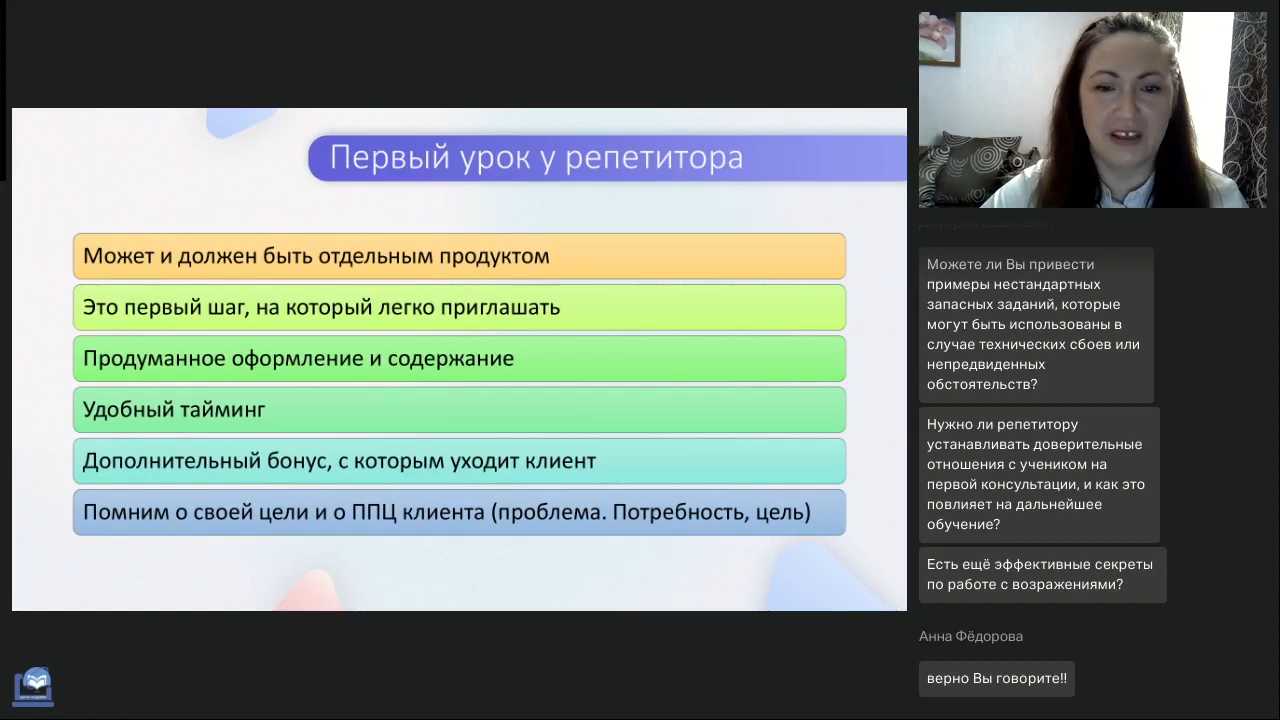 Первый урок у репетитора
Может и должен быть отдельным продуктом
Это первый шаг, на который легко приглашать
Продуманное оформление и содержание
Удобный тайминг
Дополнительный бонус, с которым уходит клиент
Помним о своей цели и о ППЦ клиента (проблема. Потребность, цель)
Можете ли Вы привести
примеры нестандартных
запасных заданий, которые
могут быть использованы в
случае технических сбоев или
непредвиденных
обстоятельств?
Нужно ли репетитору
устанавливать доверительные
отношения с учеником на
первой консультации, и как это
повлияет на дальнейшее
обучение?
Есть ещё эффективные секреты
по работе с возражениями?
Анна Фёдорова
верно Вы говорите!!